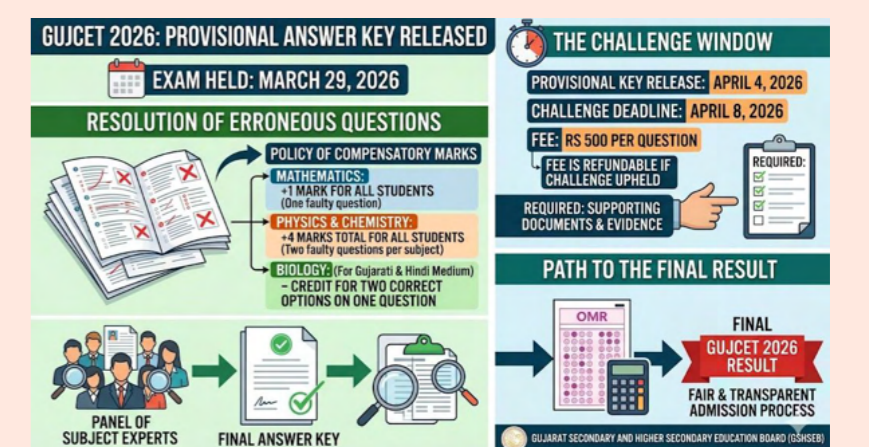 GUJCET 2026: PROVISIONAL ANSWER KEY RELEASED
EXAM HELD: MARCH 29, 2026
RESOLUTION OF ERRONEOUS QUESTIONS
POLICY OF COMPENSATORY MARKS
MATHEMATICS:
+1 MARK FOR ALL STUDENTS
(One faulty question)
PHYSICS & CHEMISTRY:
+4 MARKS TOTAL FOR ALL STUDENTS
(Two faulty questions per subject)
BIOLOGY: (For Gujarati & Hindi Medium)
– CREDIT FOR TWO CORRECT
OPTIONS ON ONE QUESTION
PANEL OF
SUBJECT EXPERTS
FINAL ANSWER KEY
THE CHALLENGE WINDOW
PROVISIONAL KEY RELEASE: APRIL 4, 2026
CHALLENGE DEADLINE: APRIL 8, 2026
FEE: RS 500 PER QUESTION
FEE IS REFUNDABLE IF
CHALLENGE UPHELD
REQUIRED: SUPPORTING
DOCUMENTS & EVIDENCE
REQUIRED:
PATH TO THE FINAL RESULT
OMR
FINAL
GUJCET 2026
RESULT
FAIR & TRANSPARENT
ADMISSION PROCESS
GUJARAT SECONDARY AND HIGHER SECONDARY EDUCATION BOARD (GSHSEB)